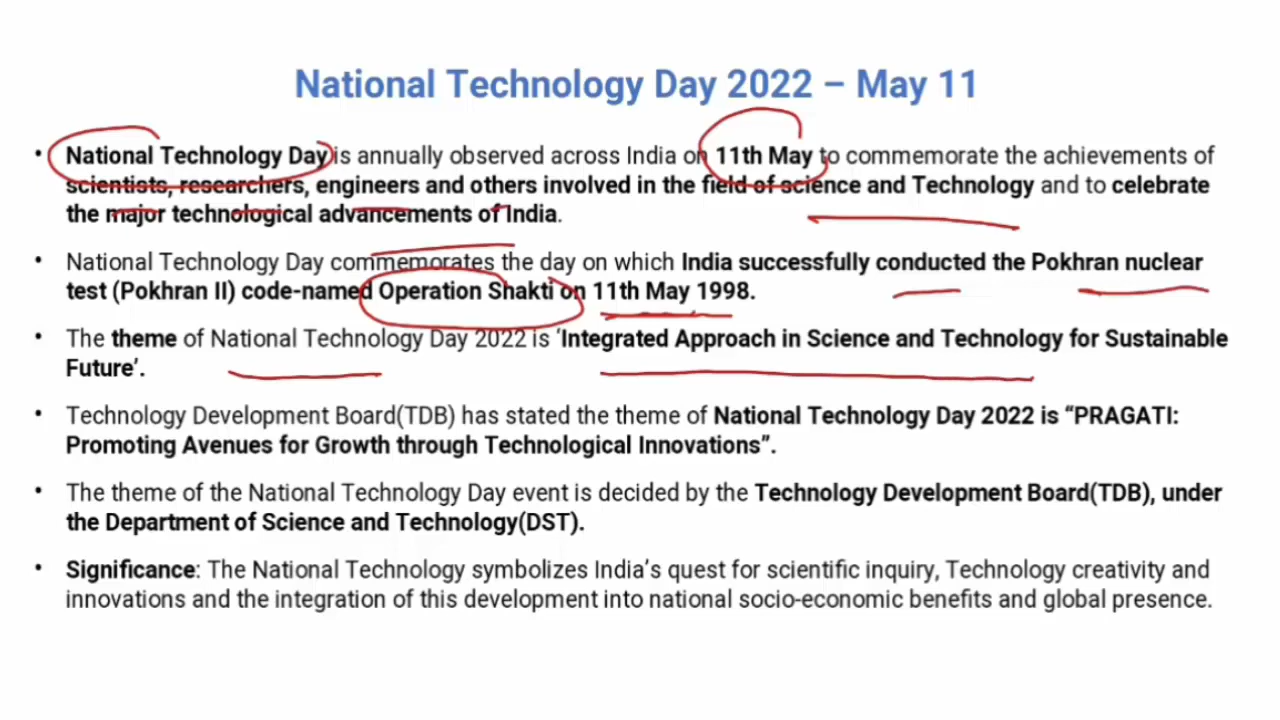 National Technology Day 2022 – May 11
• National Technology Day is annually observed across India on 11th May to commemorate the achievements of
scientists, researchers, engineers and others involved in the field of science and Technology and to celebrate
the major technological advancements of India.
• National Technology Day commemorates the day on which India successfully conducted the Pokhran nuclear
test (Pokhran II) code-named Operation Shakti on 11th May 1998.
• The theme of National Technology Day 2022 is ‘Integrated Approach in Science and Technology for Sustainable
Future’.
• Technology Development Board(TDB) has stated the theme of National Technology Day 2022 is “PRAGATI:
Promoting Avenues for Growth through Technological Innovations”.
• The theme of the National Technology Day event is decided by the Technology Development Board(TDB), under
the Department of Science and Technology(DST).
• Significance: The National Technology symbolizes India’s quest for scientific inquiry, Technology creativity and
innovations and the integration of this development into national socio-economic benefits and global presence.